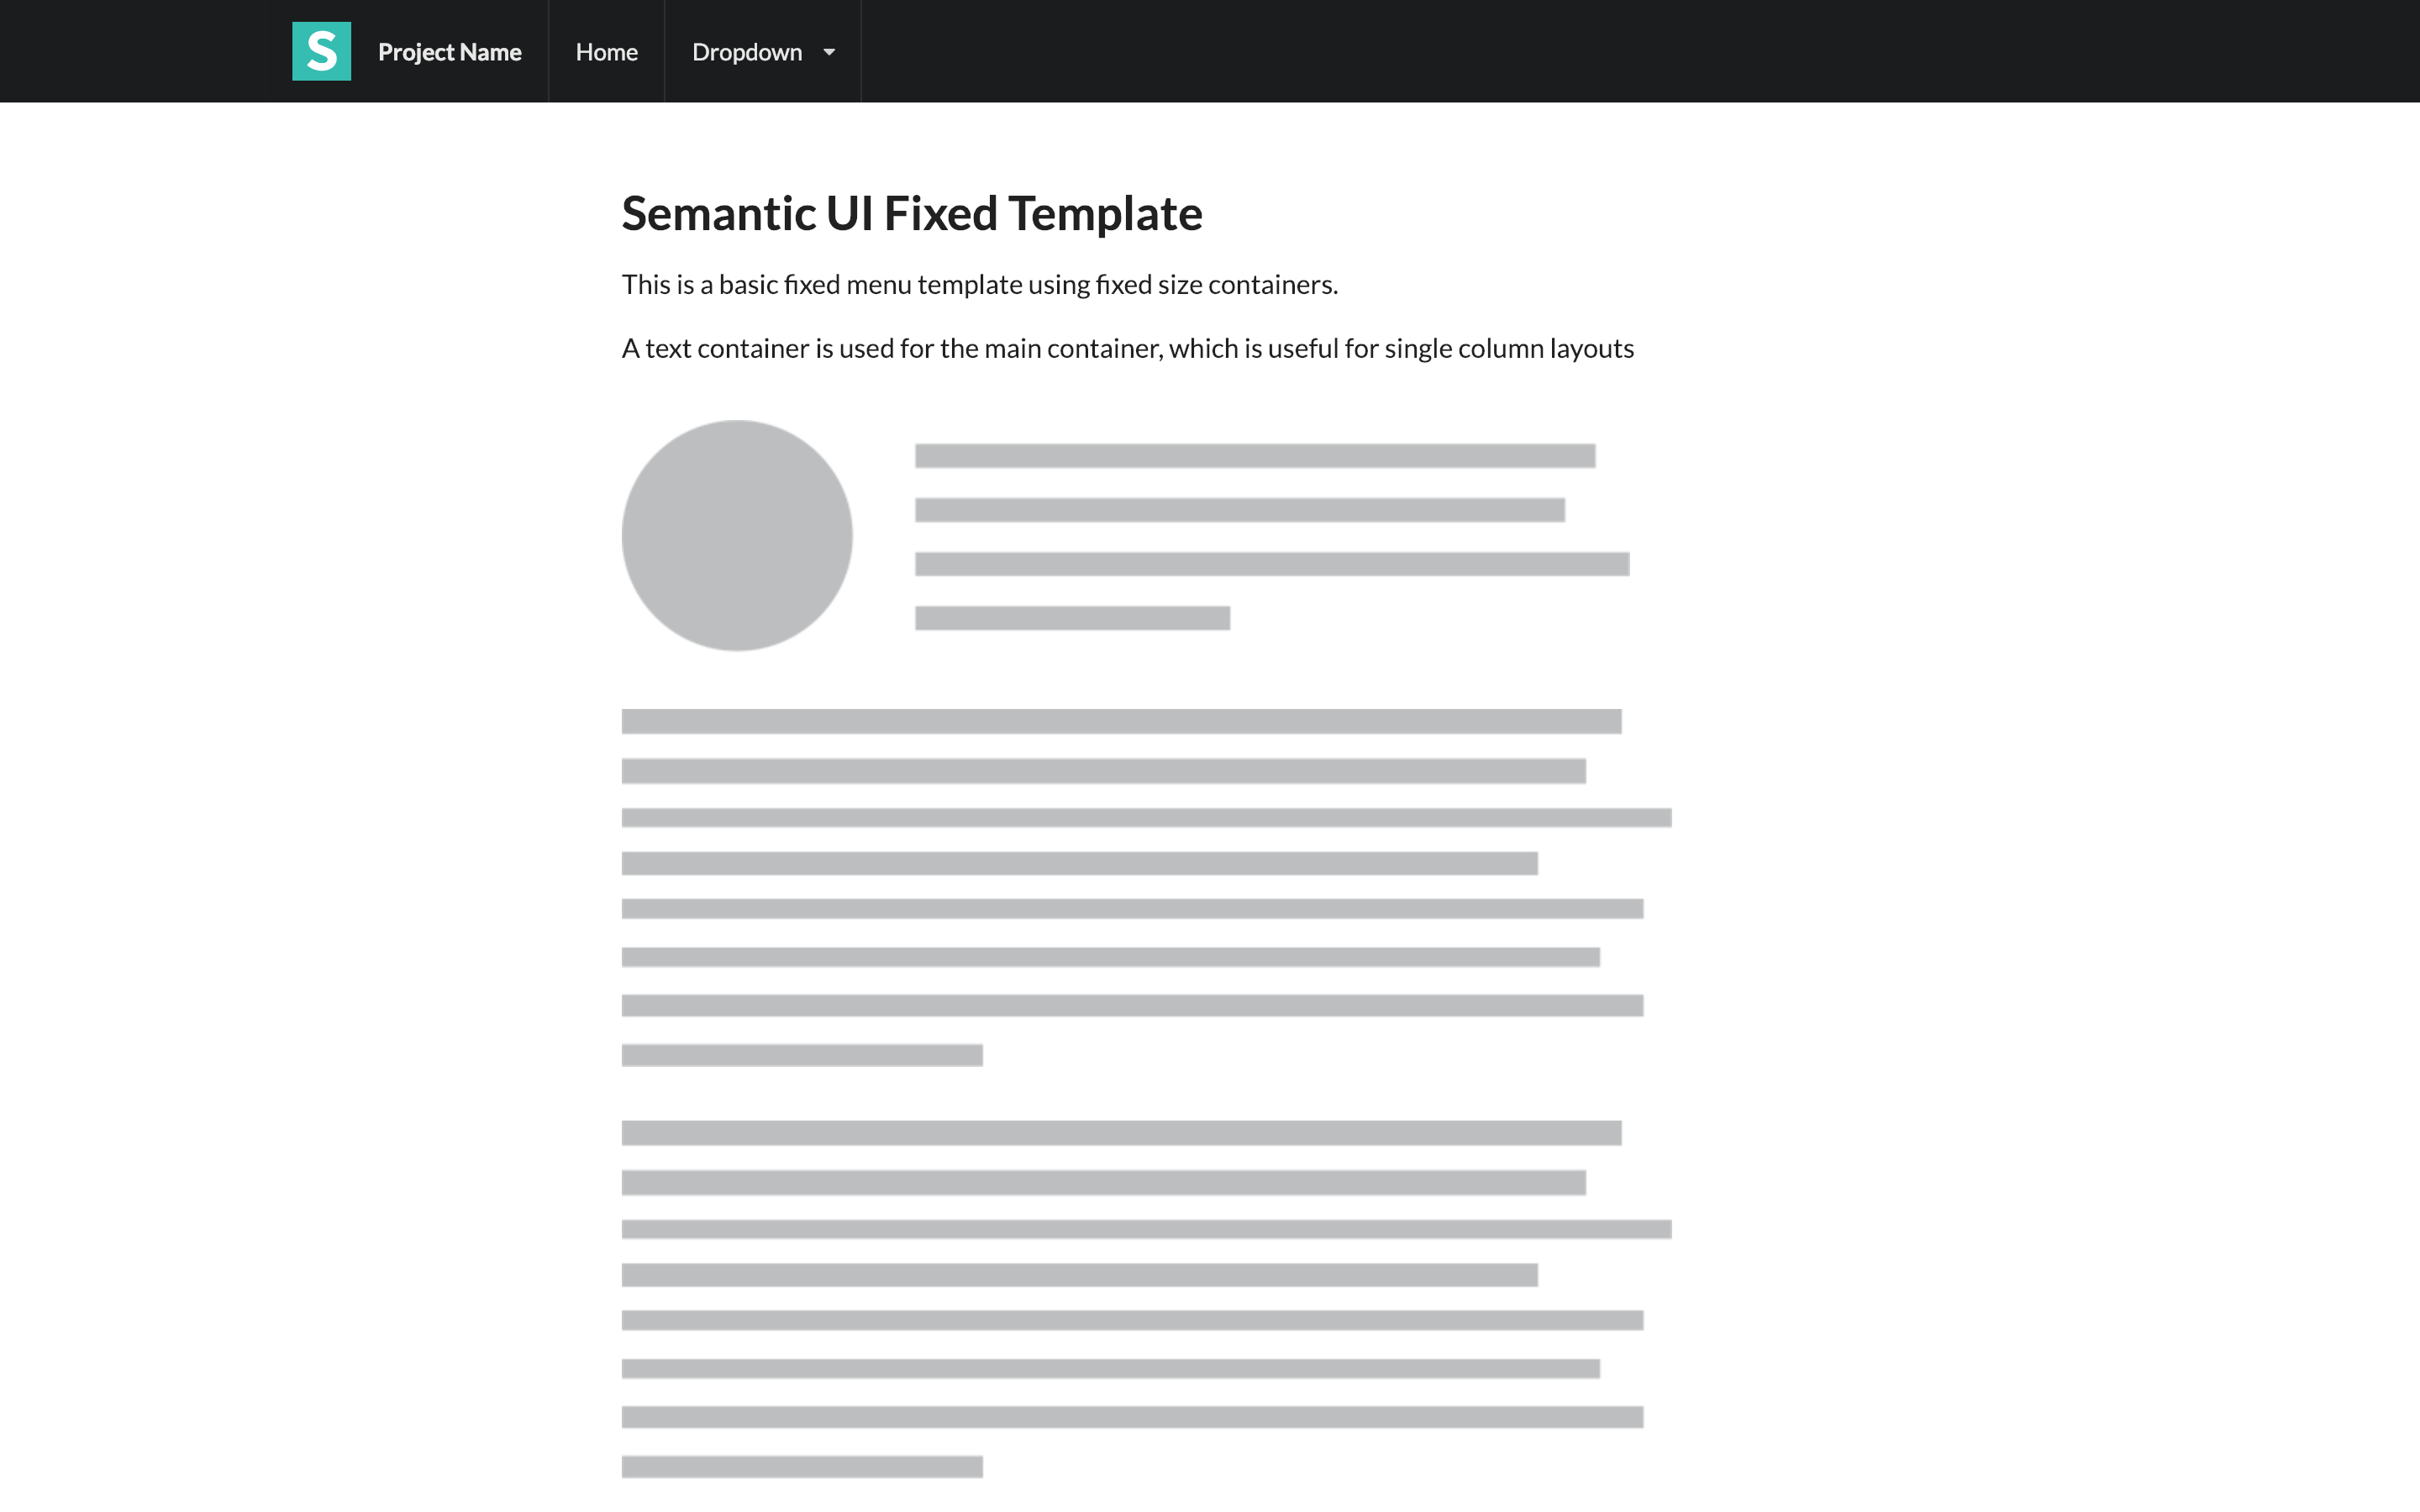 S
Project Name
Home
Dropdown
Semantic UI Fixed Template
This is a basic fixed menu template using fixed size containers.
A text container is used for the main container, which is useful for single column layouts